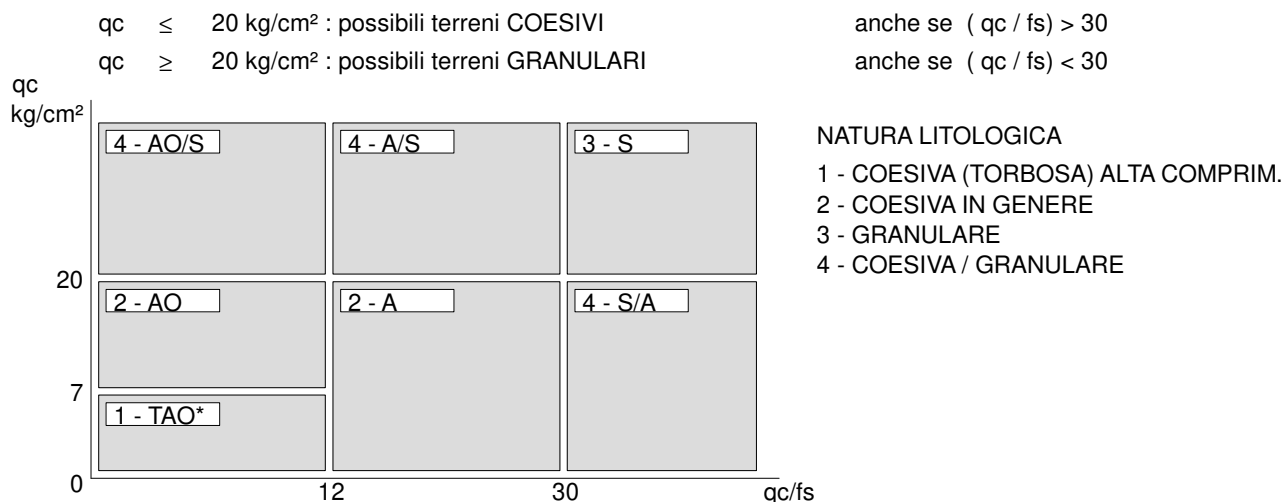 qc ≤ 20 kg/cm² : possibili terreni COESIVI anche se ( qc / fs) > 30
qc ≥ 20 kg/cm² : possibili terreni GRANULARI anche se ( qc / fs) < 30
qc
kg/cm²
4 - AO/S 4 - A/S 3 - S
NATURA LITOLOGICA
1 - COESIVA (TORBOSA) ALTA COMPRIM.
2 - COESIVA IN GENERE
3 - GRANULARE
4 - COESIVA / GRANULARE
20
2 - AO 2 - A 4 - S/A
7
1 - TAO*
0
12 30 qc/fs